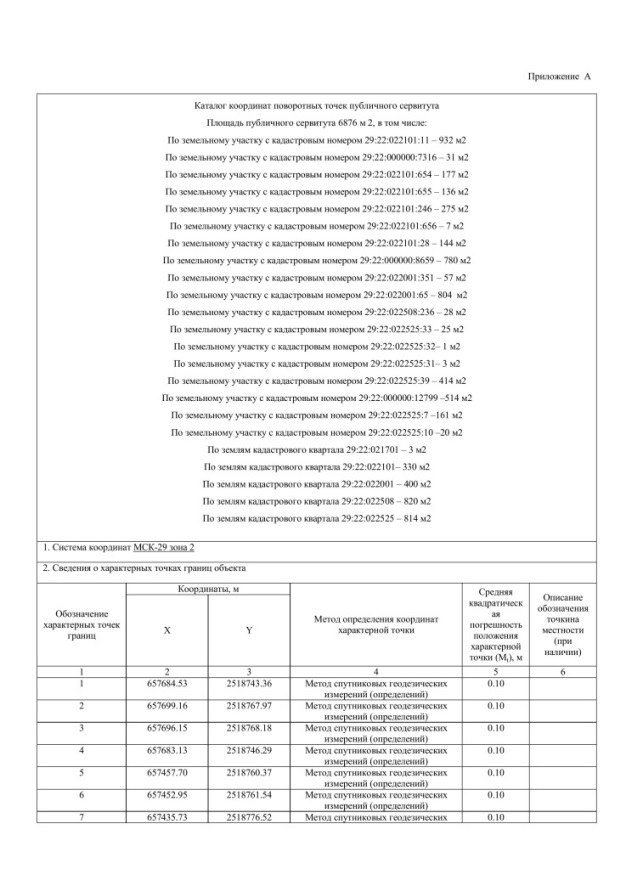 Приложение А
Каталог координат поворотных точек публичного сервитута
Площадь публичного сервитута 6876 м 2, в том числе:
По земельному участку с кадастровым номером 29:22:022101:11 – 932 м2
По земельному участку с кадастровым номером 29:22:000000:7316 – 31 м2
По земельному участку с кадастровым номером 29:22:022101:654 – 177 м2
По земельному участку с кадастровым номером 29:22:022101:655 – 136 м2
По земельному участку с кадастровым номером 29:22:022101:246 – 275 м2
По земельному участку с кадастровым номером 29:22:022101:656 – 7 м2
По земельному участку с кадастровым номером 29:22:022101:28 – 144 м2
По земельному участку с кадастровым номером 29:22:000000:8659 – 780 м2
По земельному участку с кадастровым номером 29:22:022001:351 – 57 м2
По земельному участку с кадастровым номером 29:22:022001:65 – 804 м2
По земельному участку с кадастровым номером 29:22:022508:236 – 28 м2
По земельному участку с кадастровым номером 29:22:022525:33 – 25 м2
По земельному участку с кадастровым номером 29:22:022525:32– 1 м2
По земельному участку с кадастровым номером 29:22:022525:31– 3 м2
По земельному участку с кадастровым номером 29:22:022525:39 – 414 м2
По земельному участку с кадастровым номером 29:22:000000:12799 –514 м2
По земельному участку с кадастровым номером 29:22:022525:7 –161 м2
По земельному участку с кадастровым номером 29:22:022525:10 –20 м2
По землям кадастрового квартала 29:22:021701 – 3 м2
По землям кадастрового квартала 29:22:022101– 330 м2
По землям кадастрового квартала 29:22:022001 – 400 м2
По землям кадастрового квартала 29:22:022508 – 820 м2
По землям кадастрового квартала 29:22:022525 – 814 м2
1. Система координат МСК-29 зона 2
2. Сведения о характерных точках границ объекта
Обозначение
характерных точек
границ
Координаты, м
X
Y
Метод определения координат
характерной точки
Средняя
квадратическ
ая
погрешность
положения
характерной
точки (Mt), м
Описание
обозначения
точкина
местности
(при
наличии)
1 2 3 4 5 6
1 657684.53 2518743.36 Метод спутниковых геодезических 0.10
измерений (определений)
2 657699.16 2518767.97 Метод спутниковых геодезических 0.10
измерений (определений)
3 657696.15 2518768.18 Метод спутниковых геодезических 0.10
измерений (определений)
4 657683.13 2518746.29 Метод спутниковых геодезических 0.10
измерений (определений)
5 657457.70 2518760.37 Метод спутниковых геодезических 0.10
измерений (определений)
6 657452.95 2518761.54 Метод спутниковых геодезических 0.10
измерений (определений)
7 657435.73 2518776.52 Метод спутниковых геодезических 0.10